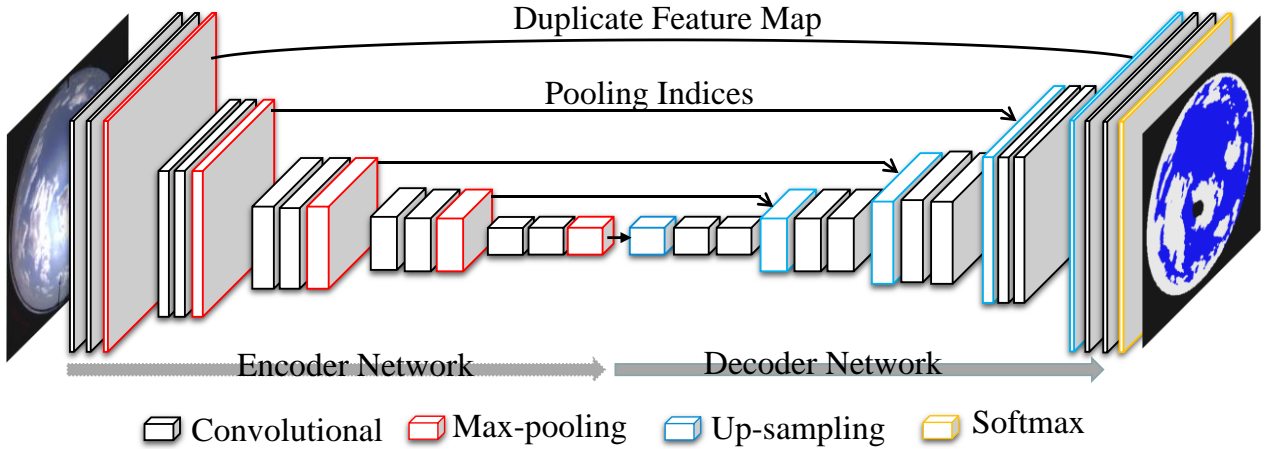 Duplicate Feature Map
Pooling Indices
Encoder Network
Decoder Network
Convolutional
Max-pooling
Up-sampling
Softmax